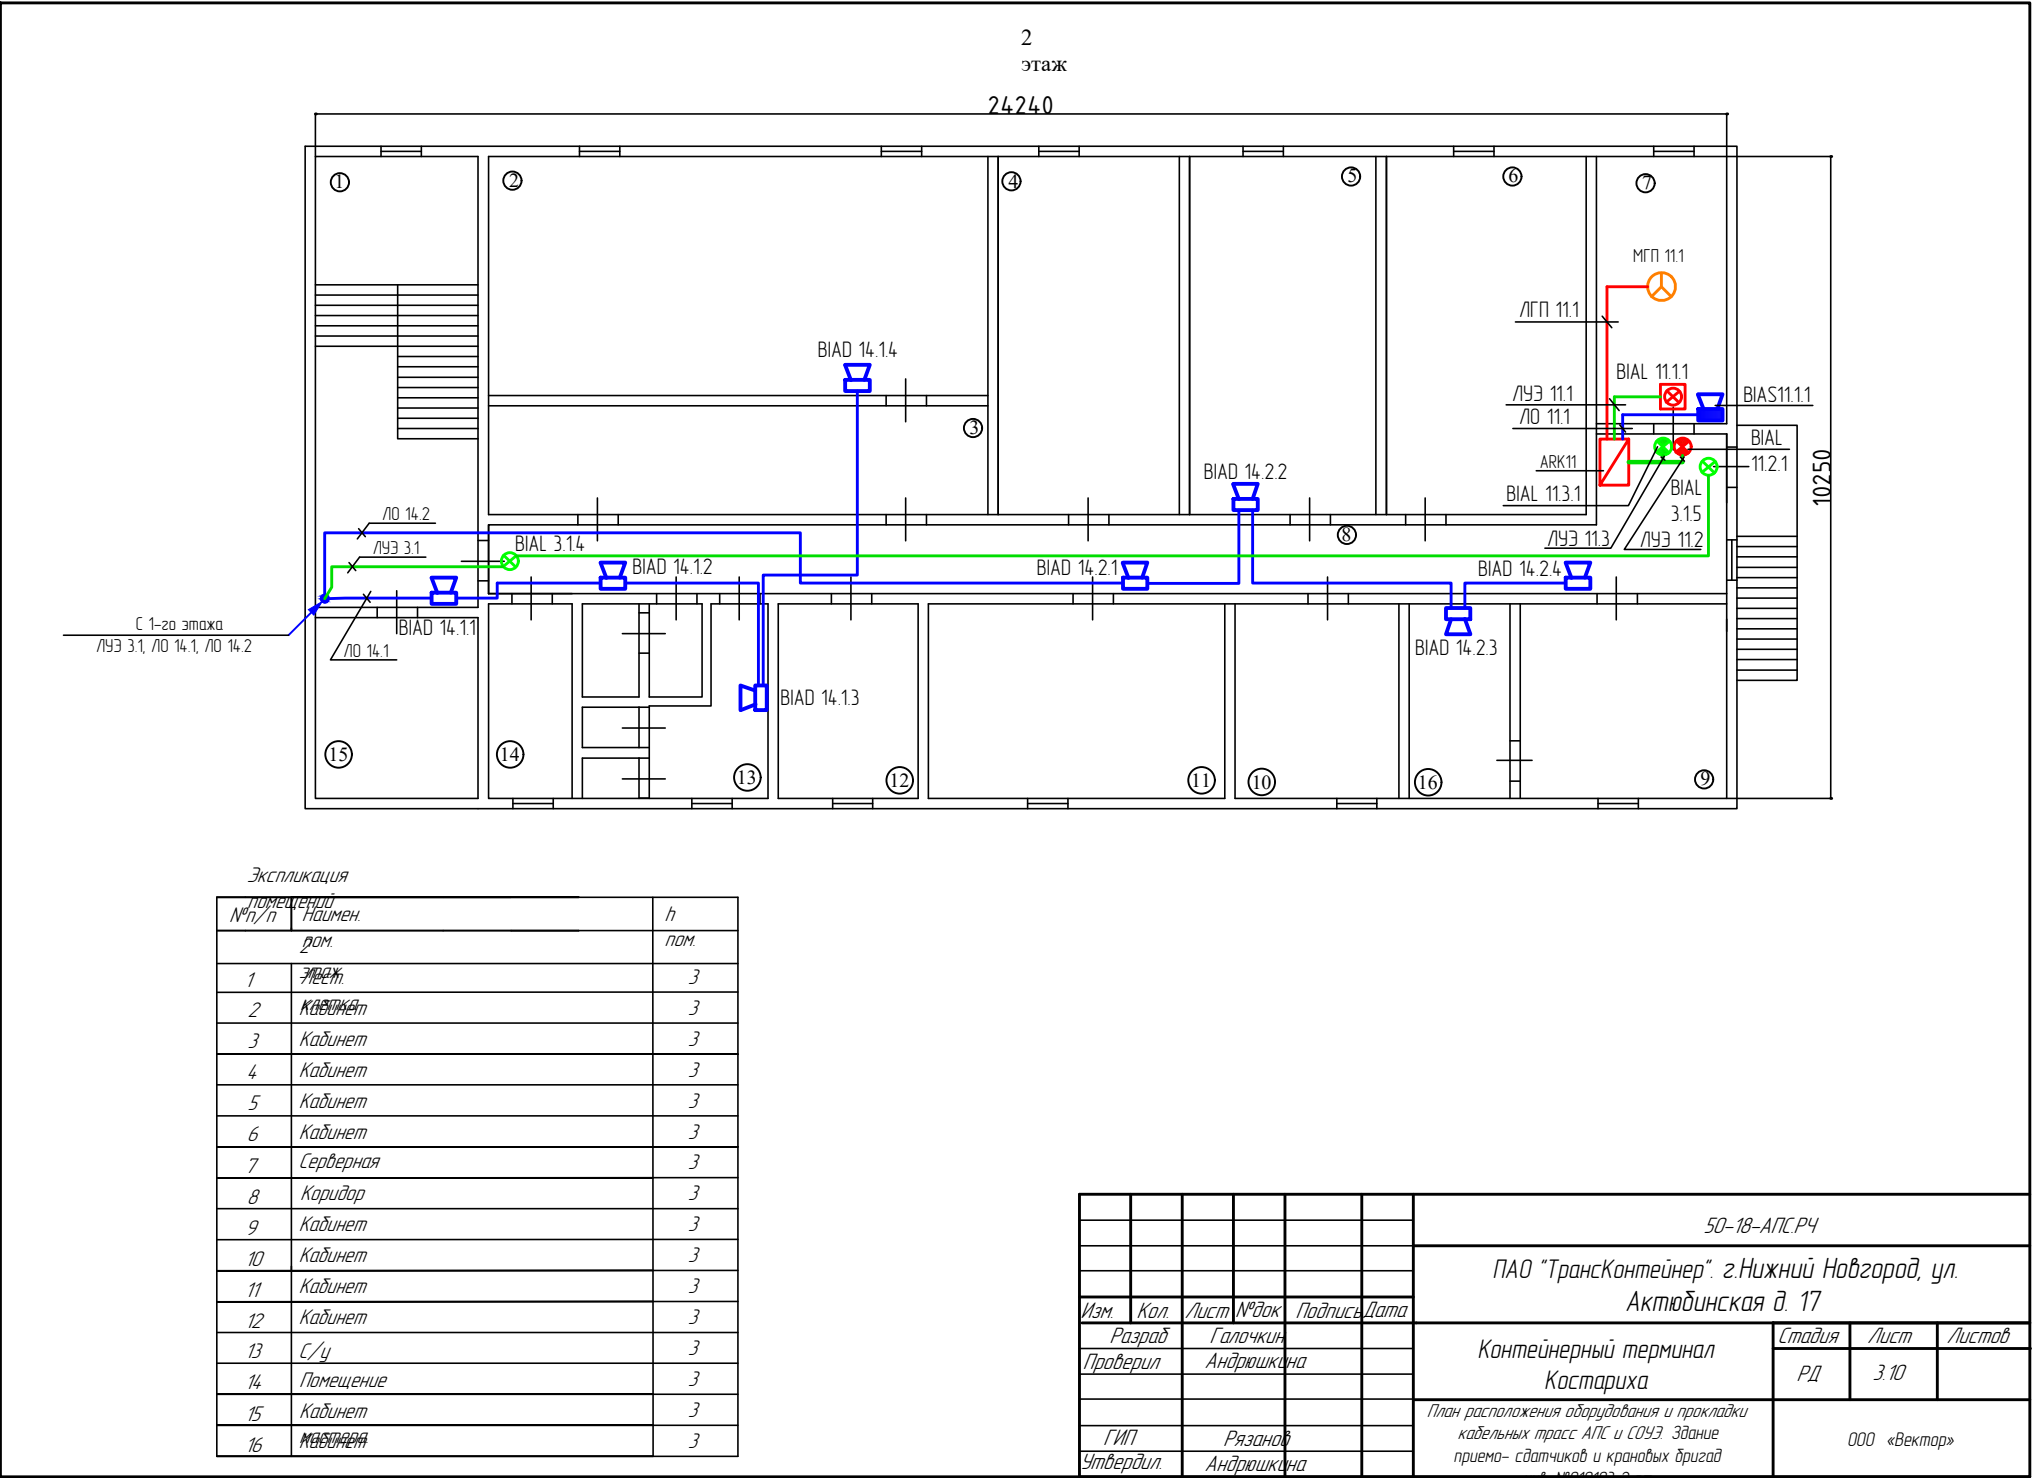 2
этаж
24240
10250
1
2
4
5
6
7
3
8
МГП 11.1
ЛГП 11.1
BIAL 11.1.1
ЛУЭ 11.1
ЛО 11.1
BIAS11.1.1
BIAL
11.2.1
ARK11
BIAL 11.3.1
BIAL
3.1.5
ЛУЭ 11.3
ЛУЭ 11.2
BIAD 14.1.4
BIAD 14.2.2
ЛО 14.2
ЛУЭ 3.1
BIAL 3.1.4
BIAD 14.1.2
BIAD 14.2.1
BIAD 14.2.4
С 1-го этажа
ЛУЭ 3.1, ЛО 14.1, ЛО 14.2
BIAD 14.1.1
ЛО 14.1
BIAD 14.2.3
BIAD 14.1.3
15
14
13
12
11
10
16
9
Экспликация
помещений
№п/п Наимен. h
пом. пом.
2
этаж
1 Лест. 3
клетка
2 Кабинет 3
3 Кабинет 3
4 Кабинет 3
5 Кабинет 3
6 Кабинет 3
7 Серверная 3
8 Коридор 3
9 Кабинет 3
10 Кабинет 3
11 Кабинет 3
12 Кабинет 3
13 С/у 3
14 Помещение 3
15 Кабинет 3
мастера
16 Кабинет 3
50-18-АПС.РЧ
ПАО "ТрансКонтейнер". г.Нижний Новгород, ул.
Актюбинская д. 17
Изм. Кол. Лист №док Подпись Дата
Разраб Галочкин
Проверил Андрюшкина
ГИП Рязанов
Утвердил. Андрюшкина
Контейнерный терминал
Костариха
Стадия Лист Листов
РД 3.10
План расположения оборудования и прокладки
кабельных трасс АПС и СОУЭ. Здание
приемо- сдатчиков и крановых бригад
ООО «Вектор»